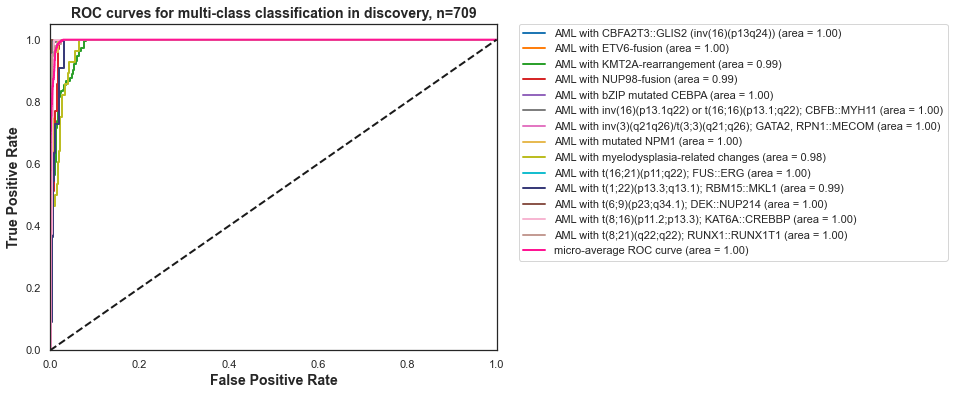 ROC curves for multi-class classification in discovery, n=709
True Positive Rate
1.0
0.8
0.6
0.4
0.2
0.0
0.0 0.2 0.4 0.6 0.8 1.0
False Positive Rate
AML with CBFA2T3::GLIS2 (inv(16)(p13q24)) (area = 1.00)
AML with ETV6-fusion (area = 1.00)
AML with KMT2A-rearrangement (area = 0.99)
AML with NUP98-fusion (area = 0.99)
AML with bZIP mutated CEBPA (area = 1.00)
AML with inv(16)(p13.1q22) or t(16;16)(p13.1;q22); CBFB::MYH11 (area = 1.00)
AML with inv(3)(q21q26)/t(3;3)(q21;q26); GATA2, RPN1::MECOM (area = 1.00)
AML with mutated NPM1 (area = 1.00)
AML with myelodysplasia-related changes (area = 0.98)
AML with t(16;21)(p11;q22); FUS::ERG (area = 1.00)
AML with t(1;22)(p13.3;q13.1); RBM15::MKL1 (area = 0.99)
AML with t(6;9)(p23;q34.1); DEK::NUP214 (area = 1.00)
AML with t(8;16)(p11.2;p13.3); KAT6A::CREBBP (area = 1.00)
AML with t(8;21)(q22;q22); RUNX1::RUNX1T1 (area = 1.00)
micro-average ROC curve (area = 1.00)